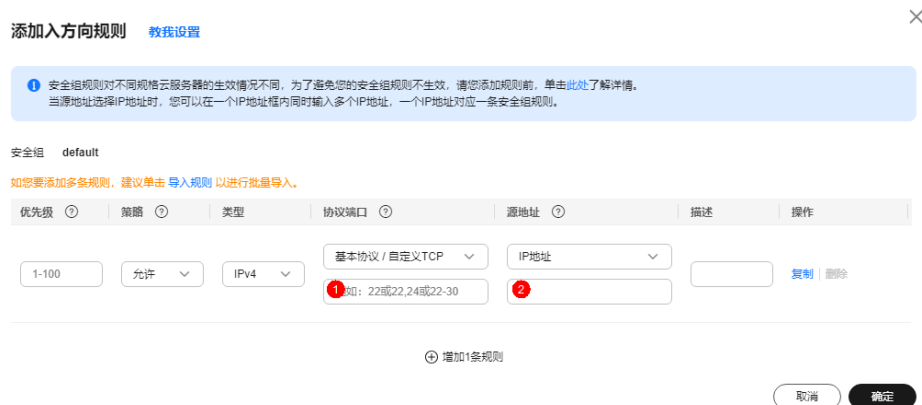 添加入方向规则 教我设置
安全组规则对不同规格云服务器的生效情况不同，为了避免您的安全组规则不生效，请您添加规则前，单击此处了解详情。
当源地址选择IP地址时，您可以在一个IP地址框内同时输入多个IP地址，一个IP地址对应一条安全组规则。
安全组 default
如您要添加多条规则，建议单击 导入规则 以进行批量导入。
优先级 策略 类型 协议端口 源地址 描述 操作
基本协议 / 自定义TCP IP地址
1-100 允许 IPv4 复制 删除
1 如：22或22,24或22-30 2
增加1条规则
取消 确定